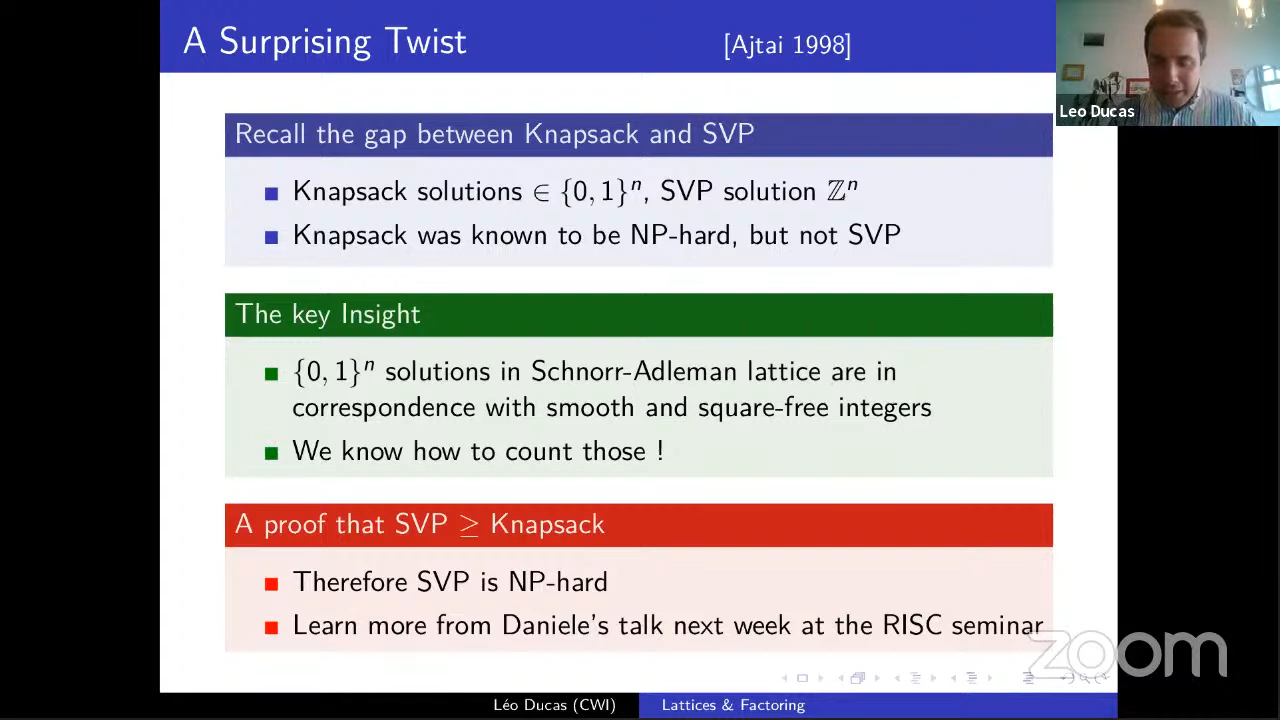 A Surprising Twist [Ajtai 1998]
Leo Ducas
Recall the gap between Knapsack and SVP
Knapsack solutions ∈ {0, 1}ⁿ, SVP solution ℤⁿ
Knapsack was known to be NP-hard, but not SVP
The key Insight
{0, 1}ⁿ solutions in Schnorr-Adleman lattice are in
correspondence with smooth and square-free integers
We know how to count those !
A proof that SVP ≥ Knapsack
Therefore SVP is NP-hard
Learn more from Daniele's talk next week at the RISC seminar
zoom
Léo Ducas (CWI) Lattices & Factoring